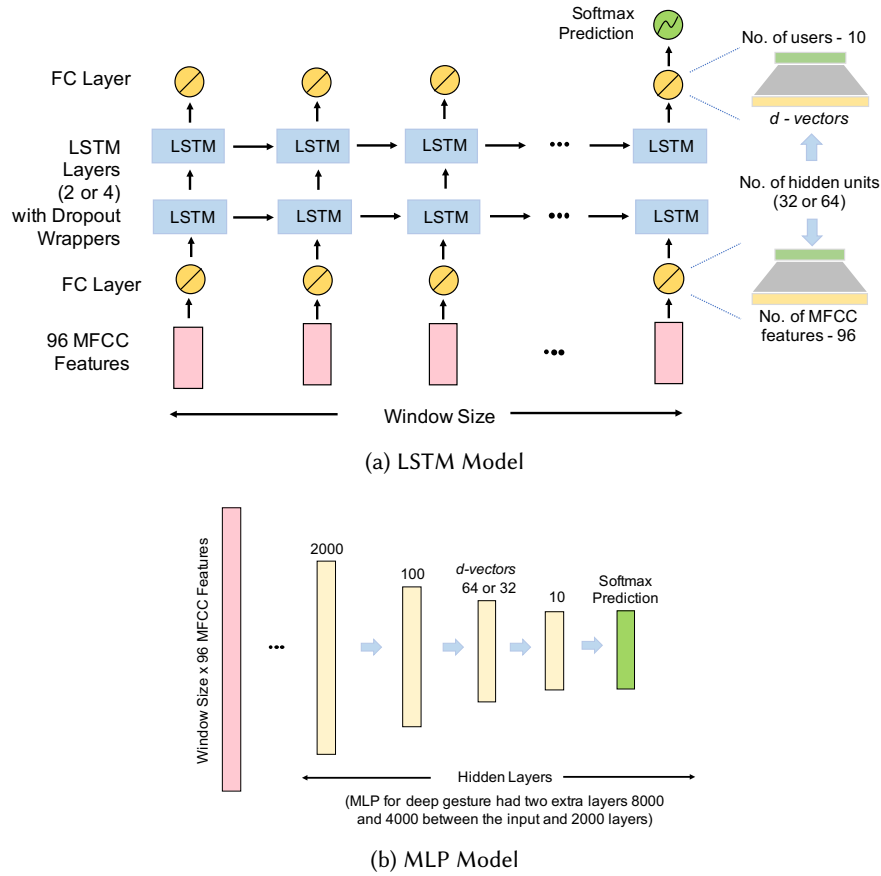 Softmax
Prediction
No. of users - 10
FC Layer
d - vectors
LSTM
Layers
(2 or 4)
with Dropout
Wrappers
LSTM
LSTM
LSTM
LSTM
No. of hidden units
(32 or 64)
LSTM
LSTM
LSTM
LSTM
FC Layer
No. of MFCC
features - 96
96 MFCC
Features
Window Size
(a) LSTM Model
Window Size x 96 MFCC Features
2000
100
d-vectors
64 or 32
10
Softmax
Prediction
Hidden Layers
(MLP for deep gesture had two extra layers 8000
and 4000 between the input and 2000 layers)
(b) MLP Model